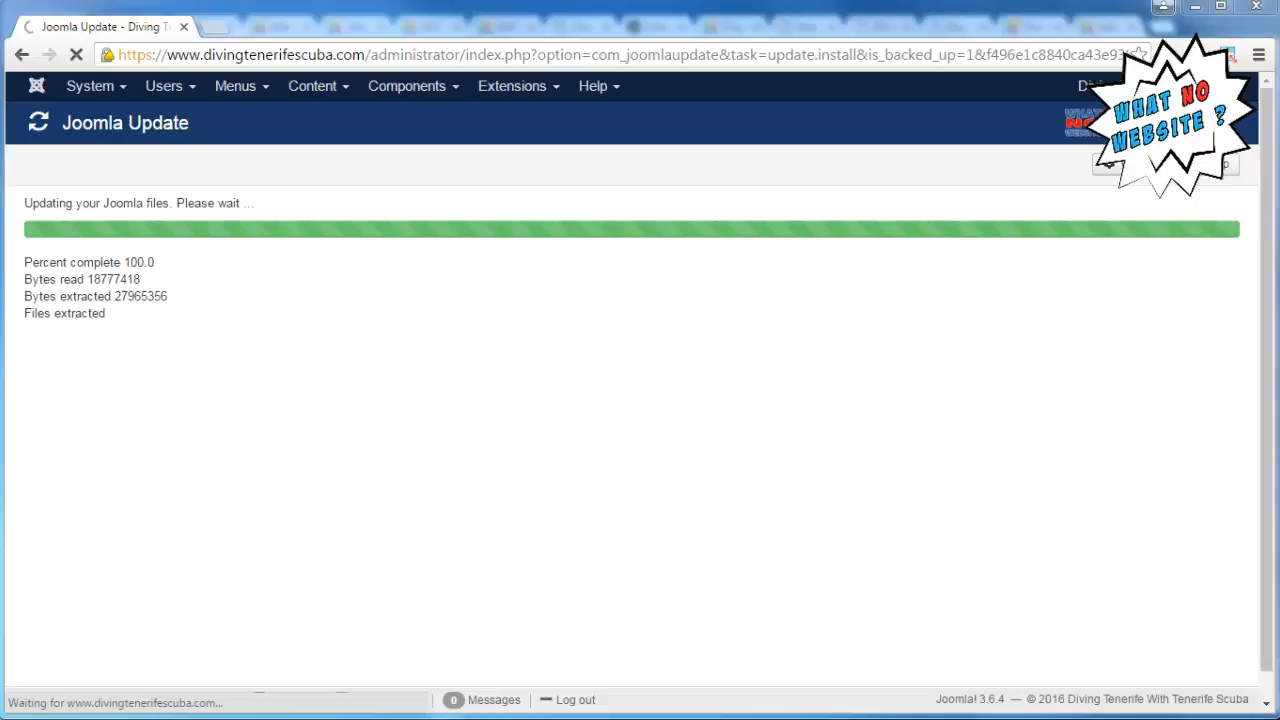 Joomla Update - Diving T
https://www.divingtenerifescuba.com/administrator/index.php?option=com_joomlaupdate&task=update.install&is_backed_up=1&f496e1c8840ca43e93
System Users Menus Content Components Extensions Help
Joomla Update
WHAT NO
WEBSITE ?
Updating your Joomla files. Please wait ...
Percent complete 100.0
Bytes read 18777418
Bytes extracted 27965356
Files extracted
Waiting for www.divingtenerifescuba.com...
0 Messages Log out
Joomla! 3.6.4 — © 2016 Diving Tenerife With Tenerife Scuba